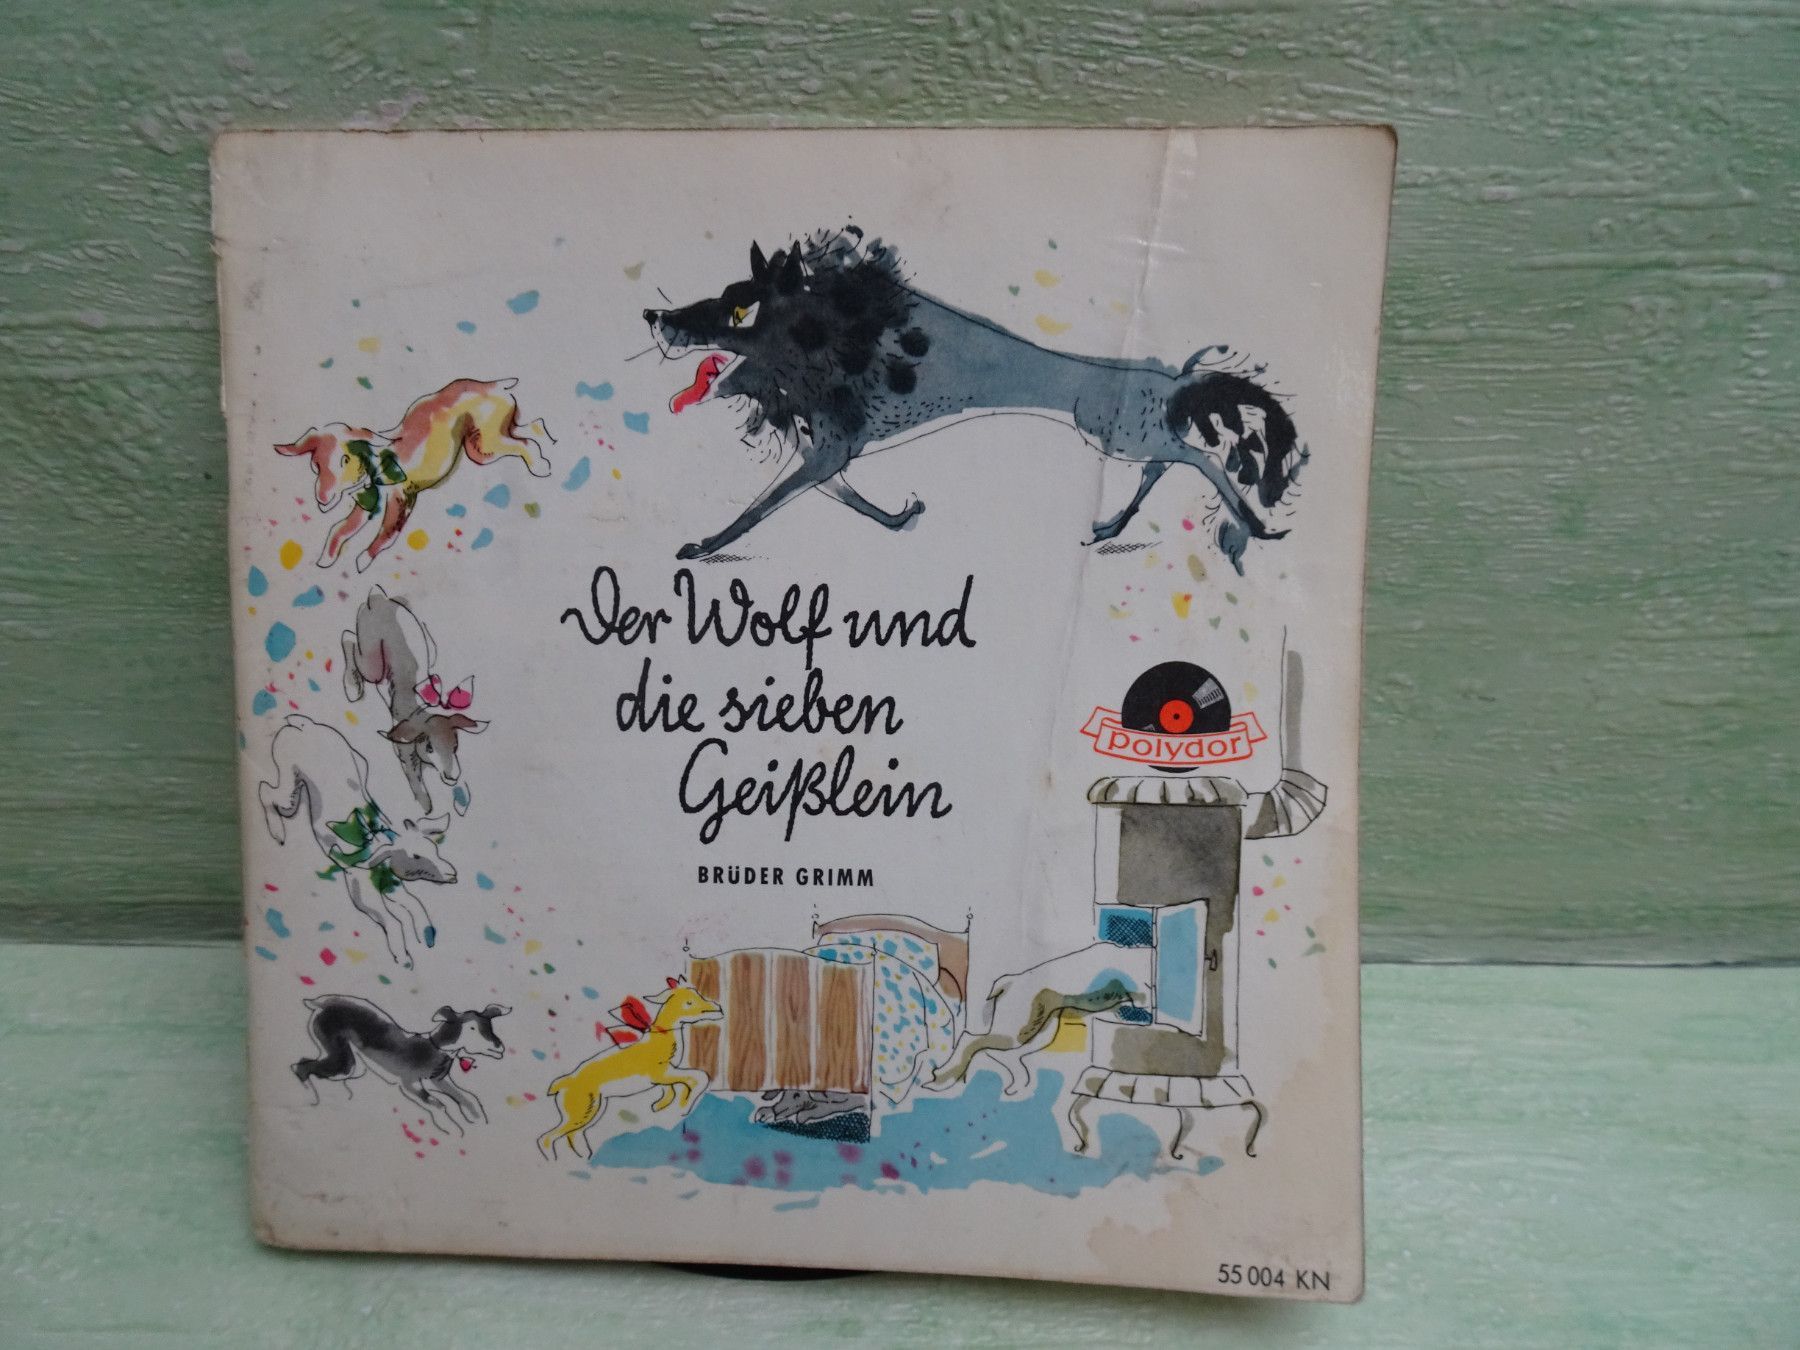 Der Wolf und
die sieben
Geißlein
BRÜDER GRIMM
polydor
55 004 KN